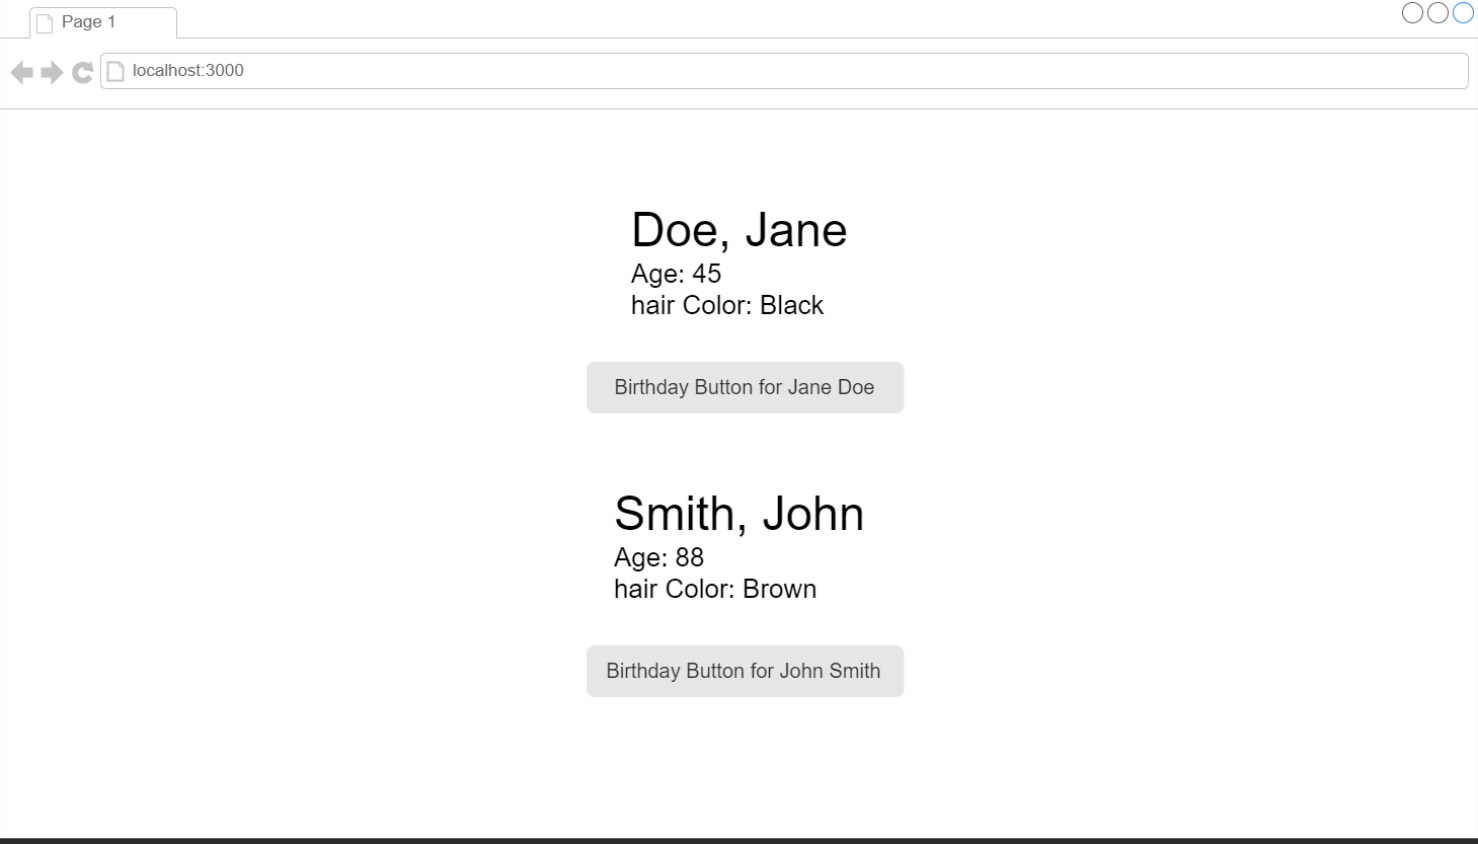 Page 1
localhost:3000
Doe, Jane
Age: 45
hair Color: Black
Birthday Button for Jane Doe
Smith, John
Age: 88
hair Color: Brown
Birthday Button for John Smith